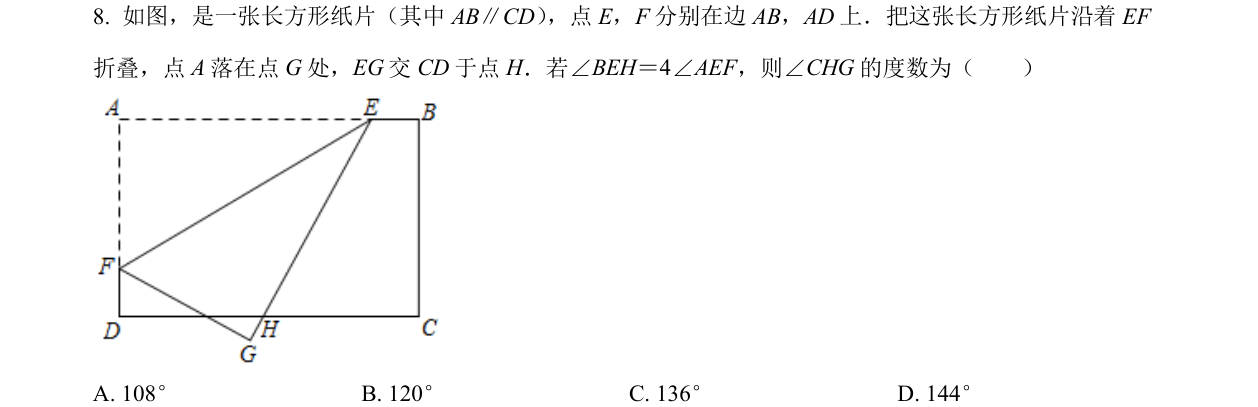 8. 如图，是一张长方形纸片（其中 AB∥CD），点 E，F 分别在边 AB，AD 上．把这张长方形纸片沿着 EF
折叠，点 A 落在点 G 处，EG 交 CD 于点 H．若∠BEH＝4∠AEF，则∠CHG 的度数为（　　）
A E B
F
D H C
G
A. 108° B. 120° C. 136° D. 144°